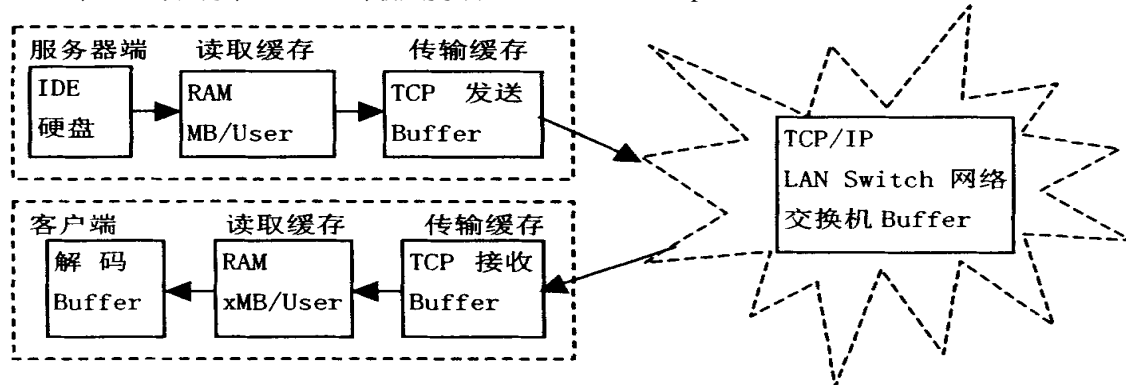 服务器端 读取缓存 传输缓存
IDE
硬盘
RAM
MB/User
TCP 发送
Buffer
TCP/IP
LAN Switch 网络
交换机 Buffer
客户端 读取缓存 传输缓存
解 码
Buffer
RAM
xMB/User
TCP 接收
Buffer